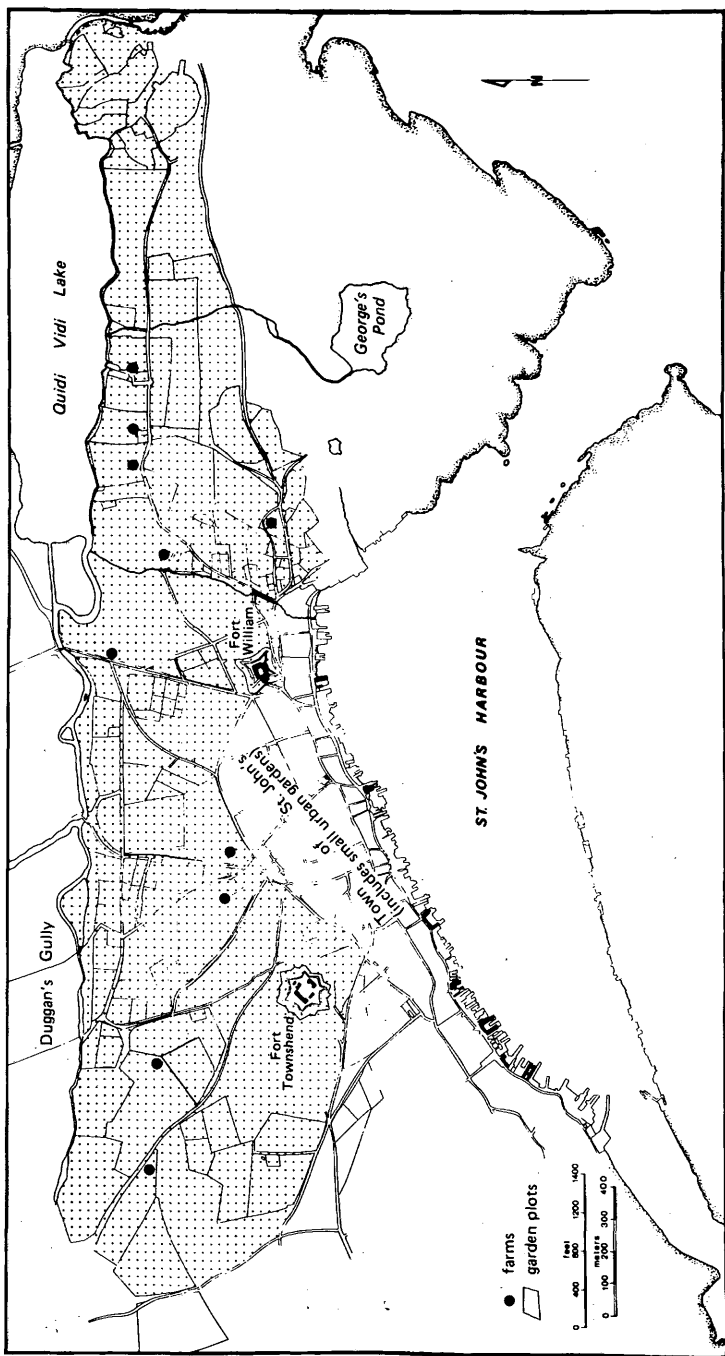 Quidi Vidi Lake
Duggan's Gully
George's
Pond
N
Fort
William
St. John's
of
Town
(includes small urban gardens)
Fort
Townshend
ST. JOHN'S HARBOUR
farms
garden plots
feet
0 400 800 1200 1400
meters
0 100 200 300 400